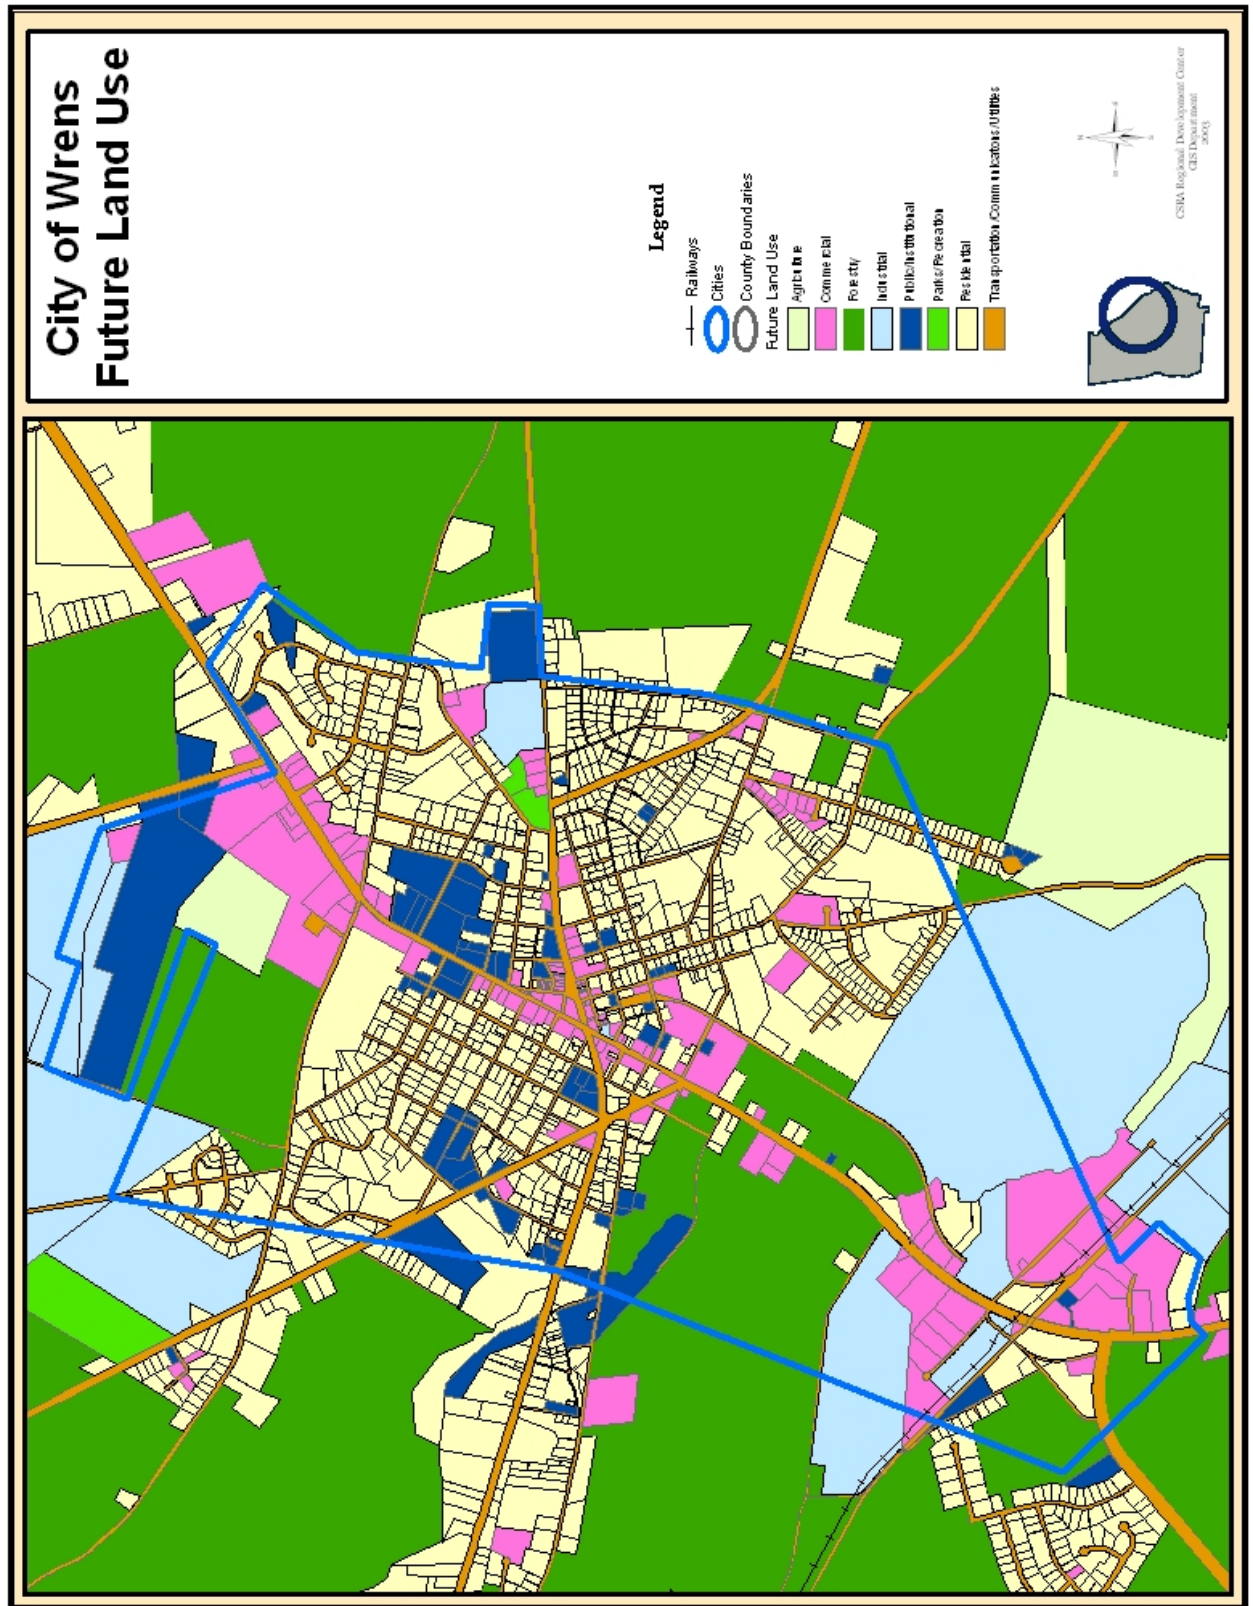 City of Wrens
Future Land Use
Legend
Railways
Cities
County Boundaries
Future Land Use
Agriculture
Commercial
Forestry
Industrial
Public/Institutional
Parks/Recreation
Residential
Transportation/Communications/Utilities
N
S
CSRA Regional Development Center
GIS Department
2003